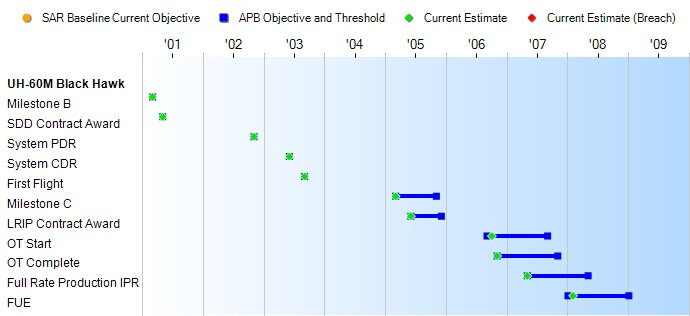 SAR Baseline Current Objective APB Objective and Threshold Current Estimate Current Estimate (Breach)
'01 '02 '03 '04 '05 '06 '07 '08 '09
UH-60M Black Hawk
Milestone B
SDD Contract Award
System PDR
System CDR
First Flight
Milestone C
LRIP Contract Award
OT Start
OT Complete
Full Rate Production IPR
FUE